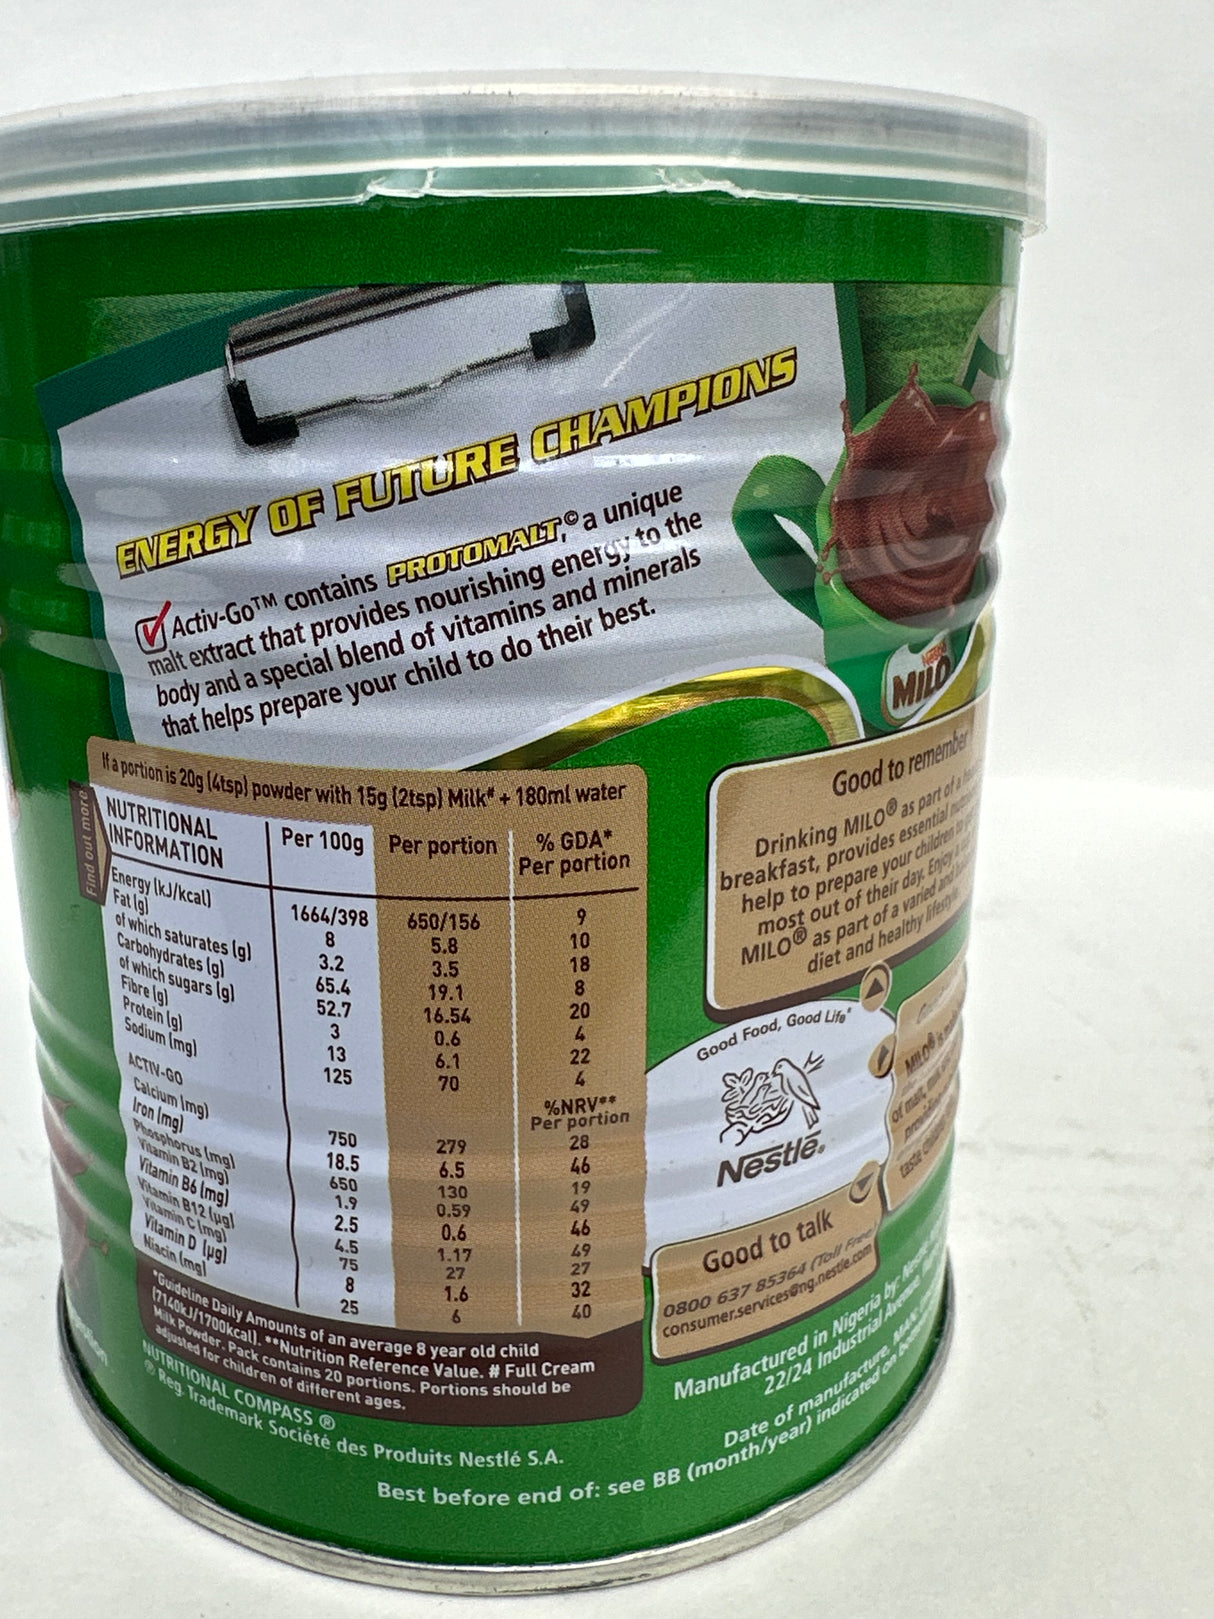 ENERGY OF FUTURE CHAMPIONS
Activ-Go™ contains PROTOMALT,© a unique
malt extract that provides nourishing energy to the
body and a special blend of vitamins and minerals
that helps prepare your child to do their best.
NESTLÉ
MILO
If a portion is 20g (4tsp) powder with 15g (2tsp) Milk# + 180ml water
Find out more
NUTRITIONAL INFORMATION Per 100g Per portion % GDA* Per portion
Energy (kJ/kcal) 1664/398 650/156 9
Fat (g) 8 5.8 10
of which saturates (g) 3.2 3.5 18
Carbohydrates (g) 65.4 19.1 8
of which sugars (g) 52.7 16.54 20
Fibre (g) 3 0.6 4
Protein (g) 13 6.1 22
Sodium (mg) 125 70 4
ACTIV-GO %NRV** Per portion
Calcium (mg) 750 279 28
Iron (mg) 18.5 6.5 46
Phosphorus (mg) 650 130 19
Vitamin B2 (mg) 1.9 0.59 49
Vitamin B6 (mg) 2.5 0.6 46
Vitamin B12 (µg) 4.5 1.17 49
Vitamin C (mg) 75 27 27
Vitamin D (µg) 8 1.6 32
Niacin (mg) 25 6 40
*Guideline Daily Amounts of an average 8 year old child
(7140kJ/1700kcal). **Nutrition Reference Value. # Full Cream
Milk Powder. Pack contains 20 portions. Portions should be
adjusted for children of different ages.
NUTRITIONAL COMPASS ®
® Reg. Trademark Société des Produits Nestlé S.A.
Best before end of: see BB (month/year) indicated on
Good to remember
Drinking MILO® as part of a
breakfast, provides essential
help to prepare your children to
most out of their day. Enjoy a
MILO® as part of a varied and
diet and healthy lifestyle.
Good Food, Good Life
Nestlé®
MILO® is
of malt,
taste
Good to talk
0800 637 85364 (Toll Free)
consumer.services@ng.nestle.com
Manufactured in Nigeria by: Nestlé
22/24 Industrial Avenue,
Date of manufacture,